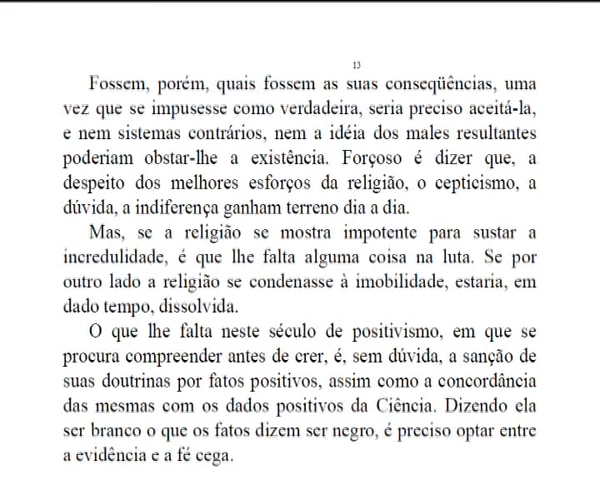 13
Fossem, porém, quais fossem as suas conseqüências, uma
vez que se impusesse como verdadeira, seria preciso aceitá-la,
e nem sistemas contrários, nem a idéia dos males resultantes
poderiam obstar-lhe a existência. Forçoso é dizer que, a
despeito dos melhores esforços da religião, o cepticismo, a
dúvida, a indiferença ganham terreno dia a dia.
Mas, se a religião se mostra impotente para sustar a
incredulidade, é que lhe falta alguma coisa na luta. Se por
outro lado a religião se condenasse à imobilidade, estaria, em
dado tempo, dissolvida.
O que lhe falta neste século de positivismo, em que se
procura compreender antes de crer, é, sem dúvida, a sanção de
suas doutrinas por fatos positivos, assim como a concordância
das mesmas com os dados positivos da Ciência. Dizendo ela
ser branco o que os fatos dizem ser negro, é preciso optar entre
a evidência e a fé cega.